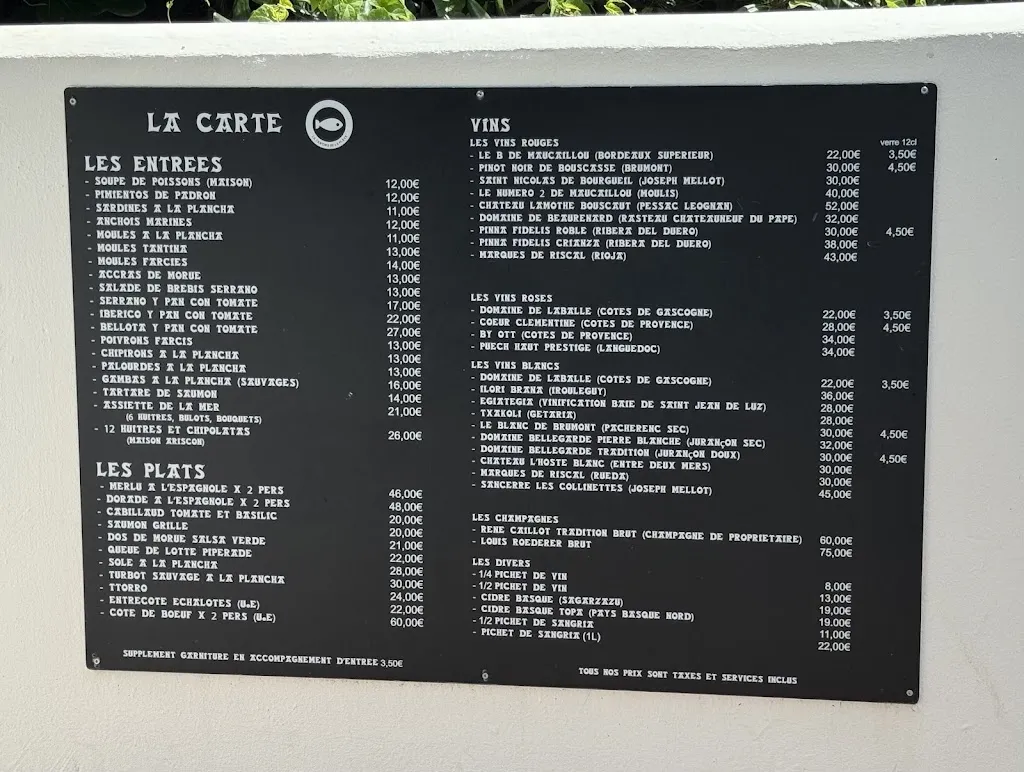 LA CARTE
LES ENTREES
- SOUPE DE POISSONS (MAISON) 12,00€
- PIMIENTOS DE PADRON 12,00€
- SARDINES A LA PLANCHA 11,00€
- ANCHOIS MARINES 12,00€
- MOULES A LA PLANCHA 11,00€
- MOULES TANTINA 13,00€
- MOULES FARCIES 14,00€
- ACCRAS DE MORUE 13,00€
- SALADE DE BREBIS SERRANO 13,00€
- SERRANO Y PAN CON TOMATE 17,00€
- IBERICO Y PAN CON TOMATE 22,00€
- BELLOTA Y PAN CON TOMATE 27,00€
- POIVRONS FARCIS 13,00€
- CHIPIRONS A LA PLANCHA 13,00€
- PALOURDES A LA PLANCHA 13,00€
- GAMBAS A LA PLANCHA (SAUVAGES) 16,00€
- TARTARE DE SAUMON 14,00€
- ASSIETTE DE LA MER 21,00€
(6 HUITRES, BULOTS, BOUQUETS)
- 12 HUITRES ET CHIPOLATAS 26,00€
(MAISON ARISCON)
LES PLATS
- MERLU A L'ESPAGNOLE X 2 PERS 46,00€
- DORADE A L'ESPAGNOLE X 2 PERS 48,00€
- CABILLAUD TOMATE ET BASILIC 20,00€
- SAUMON GRILLE 20,00€
- DOS DE MORUE SALSA VERDE 21,00€
- QUEUE DE LOTTE PIPERADE 22,00€
- SOLE A LA PLANCHA 28,00€
- TURBOT SAUVAGE A LA PLANCHA 30,00€
- TTORRO 24,00€
- ENTRECOTE ECHALOTES (U.E) 22,00€
- COTE DE BOEUF X 2 PERS (U.E) 60,00€
SUPPLEMENT GARNITURE EN ACCOMPAGNEMENT D'ENTREE 3,50€
VINS
LES VINS ROUGES verre 12cl
- LE B DE MAUCAILLOU (BORDEAUX SUPERIEUR) 22,00€ 3,50€
- PINOT NOIR DE BOUSCASSE (BRUMONT) 30,00€ 4,50€
- SAINT NICOLAS DE BOURGUEIL (JOSEPH MELLOT) 30,00€
- LE NUMERO 2 DE MAUCAILLOU (MOULIS) 40,00€
- CHATEAU LAMOTHE BOUSCAUT (PESSAC LEOGNAN) 52,00€
- DOMAINE DE BEAURENARD (RASTEAU CHATEAUNEUF DU PAPE) 32,00€
- PINNA FIDELIS ROBLE (RIBERA DEL DUERO) 30,00€ 4,50€
- PINNA FIDELIS CRIANZA (RIBERA DEL DUERO) 38,00€
- MARQUES DE RISCAL (RIOJA) 43,00€
LES VINS ROSES
- DOMAINE DE LABALLE (COTES DE GASCOGNE) 22,00€ 3,50€
- COEUR CLEMENTINE (COTES DE PROVENCE) 28,00€ 4,50€
- BY OTT (COTES DE PROVENCE) 34,00€
- PUECH HAUT PRESTIGE (LANGUEDOC) 34,00€
LES VINS BLANCS
- DOMAINE DE LABALLE (COTES DE GASCOGNE) 22,00€ 3,50€
- ILORI BRANA (IROULEGUY) 36,00€
- EGIATEGIA (VINIFICATION BAIE DE SAINT JEAN DE LUZ) 28,00€
- TXAKOLI (GETARIA) 28,00€
- LE BLANC DE BRUMONT (PACHERENC SEC) 30,00€ 4,50€
- DOMAINE BELLEGARDE PIERRE BLANCHE (JURANÇON SEC) 32,00€
- DOMAINE BELLEGARDE TRADITION (JURANÇON DOUX) 30,00€ 4,50€
- CHATEAU L'HOSTE BLANC (ENTRE DEUX MERS) 30,00€
- MARQUES DE RISCAL (RUEDA) 30,00€
- SANCERRE LES COLLINETTES (JOSEPH MELLOT) 45,00€
LES CHAMPAGNES
- RENE CAILLOT TRADITION BRUT (CHAMPAGNE DE PROPRIETAIRE) 60,00€
- LOUIS ROEDERER BRUT 75,00€
LES DIVERS
- 1/4 PICHET DE VIN 8,00€
- 1/2 PICHET DE VIN 13,00€
- CIDRE BASQUE (SAGARZAZU) 19,00€
- CIDRE BASQUE TOPA (PAYS BASQUE NORD) 19.00€
- 1/2 PICHET DE SANGRIA 11,00€
- PICHET DE SANGRIA (1L) 22,00€
TOUS NOS PRIX SONT TAXES ET SERVICES INCLUS